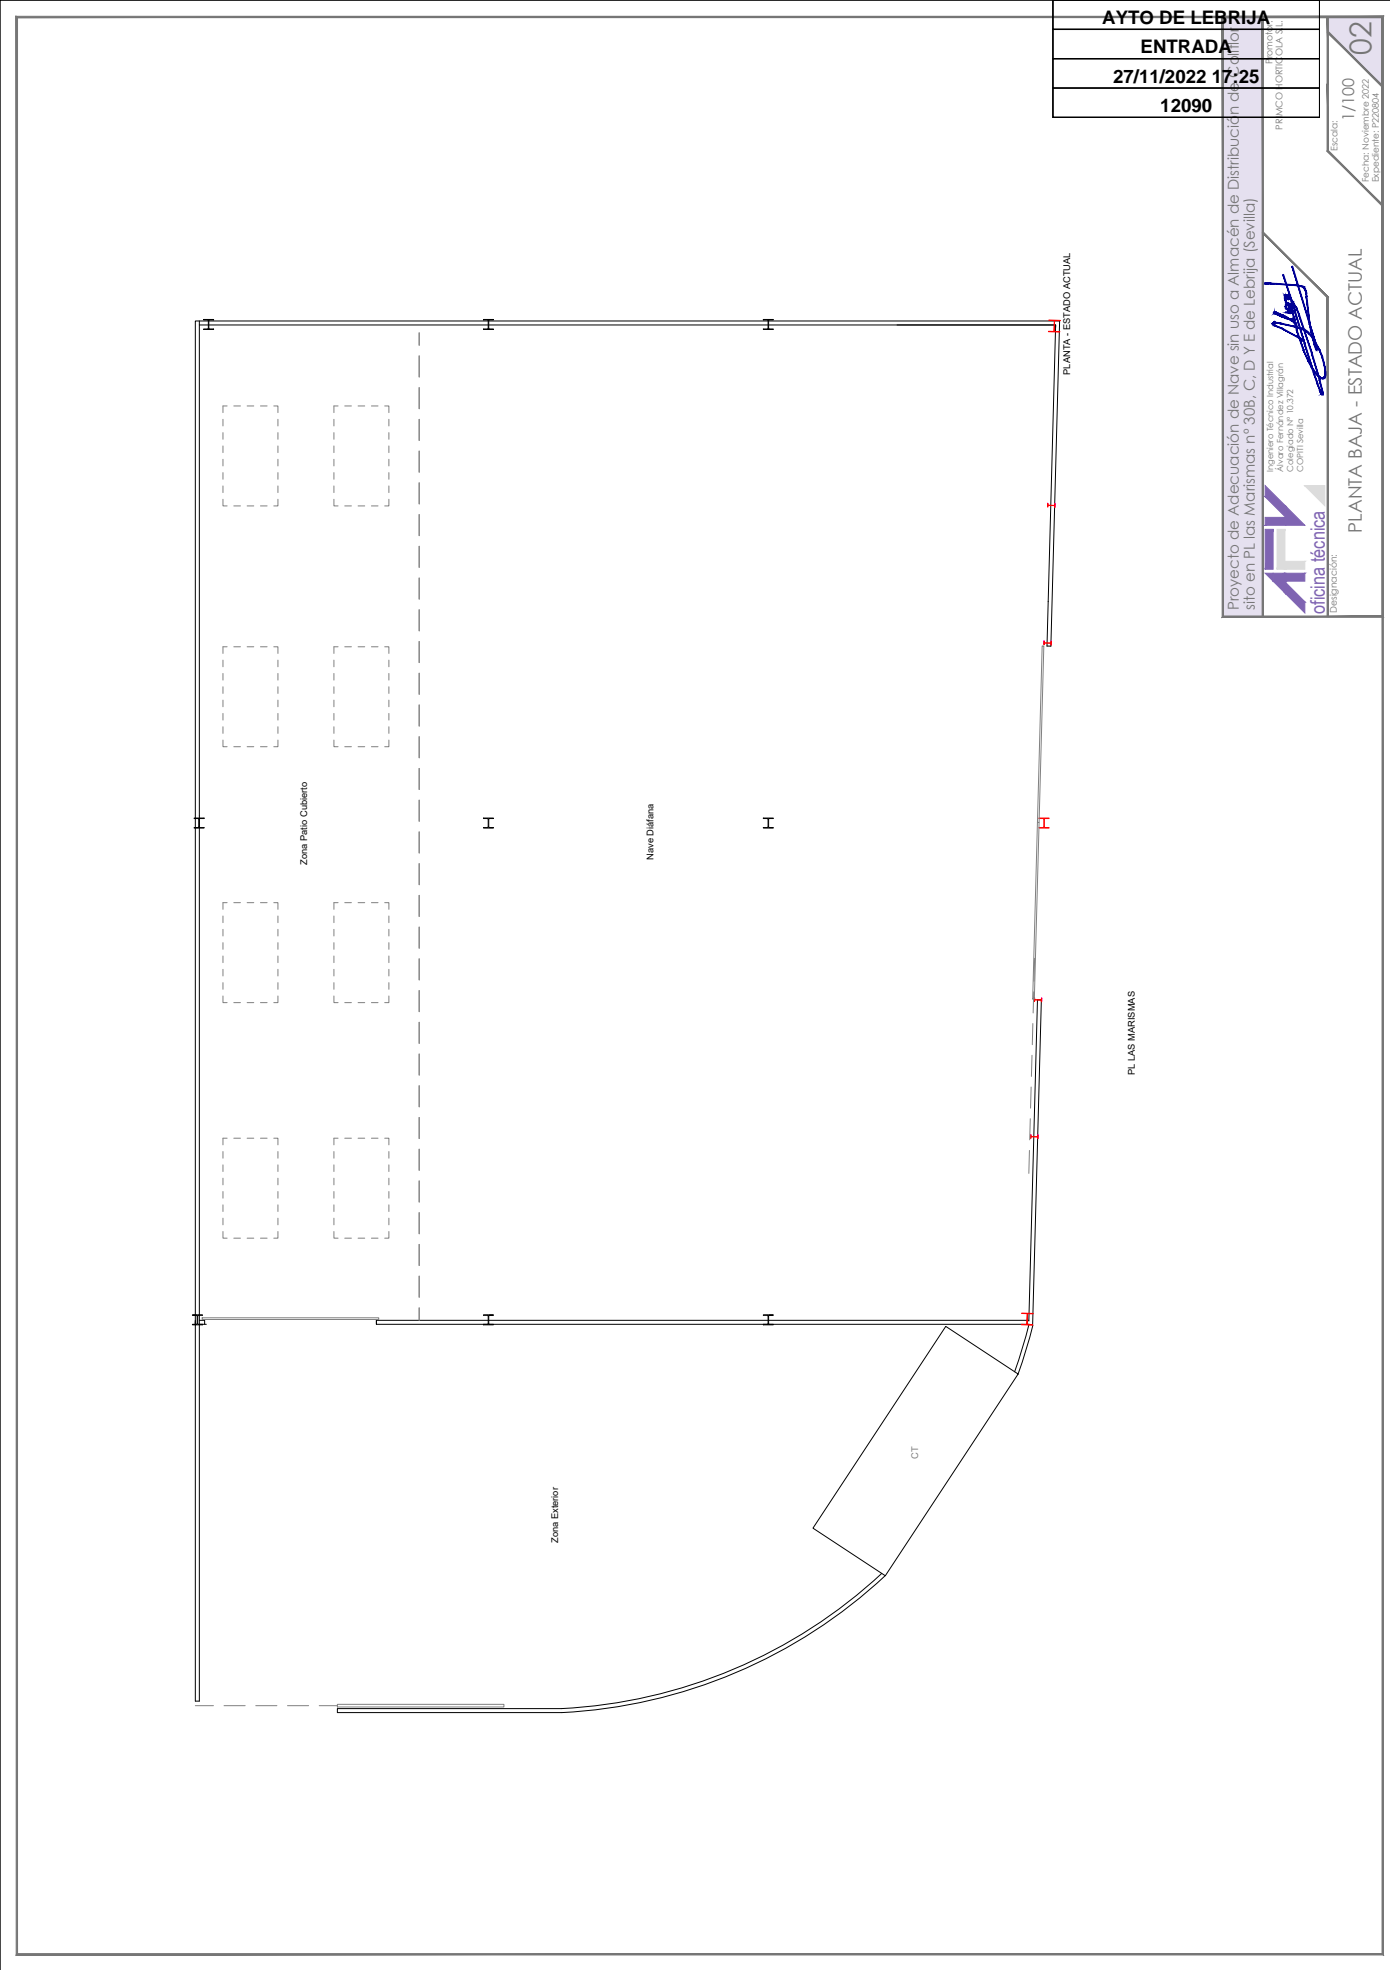 AYTO DE LEBRIJA
ENTRADA
27/11/2022 17:25
12090
Proyecto de Adecuación de Nave sin uso a Almacén de Distribución de Coliflor
sito en PL las Marismas nº 30B, C, D Y E de Lebrija (Sevilla)
Promotor:
PRIMCO HORTICOLA S.L.
Ingeniero Técnico Industrial
Álvaro Fernández Villagrán
Colegiado Nº 10.372
COPITI Sevilla
AFV
oficina técnica
Designación:
PLANTA BAJA - ESTADO ACTUAL
Escala:
1/100
Fecha: Noviembre 2022
Expediente: P220804
02
PLANTA - ESTADO ACTUAL
Zona Patio Cubierto
Nave Diáfana
PL LAS MARISMAS
Zona Exterior
CT